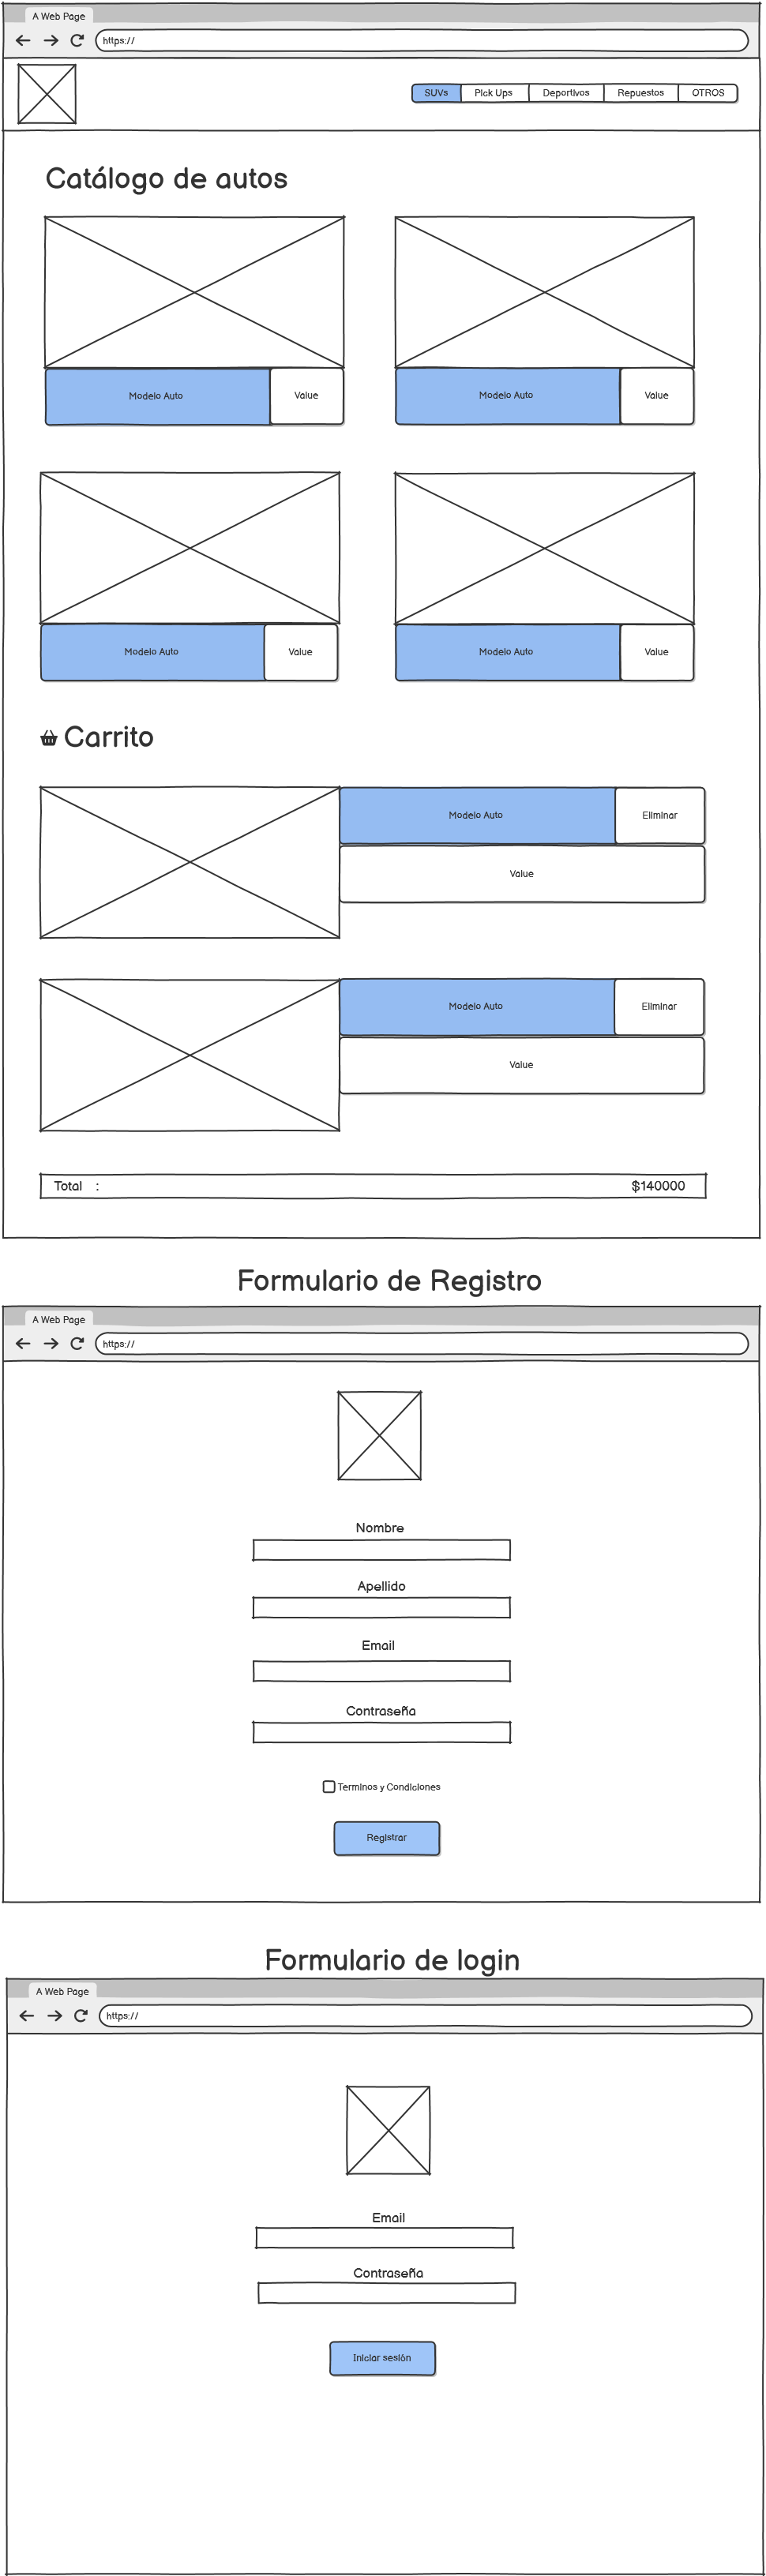 A Web Page
https://
SUVs Pick Ups Deportivos Repuestos OTROS
Catálogo de autos
Modelo Auto Value Modelo Auto Value
Modelo Auto Value Modelo Auto Value
Carrito
Modelo Auto Eliminar
Value
Modelo Auto Eliminar
Value
Total : $140000
Formulario de Registro
A Web Page
https://
Nombre
Apellido
Email
Contraseña
Terminos y Condiciones
Registrar
Formulario de login
A Web Page
https://
Email
Contraseña
Iniciar sesión